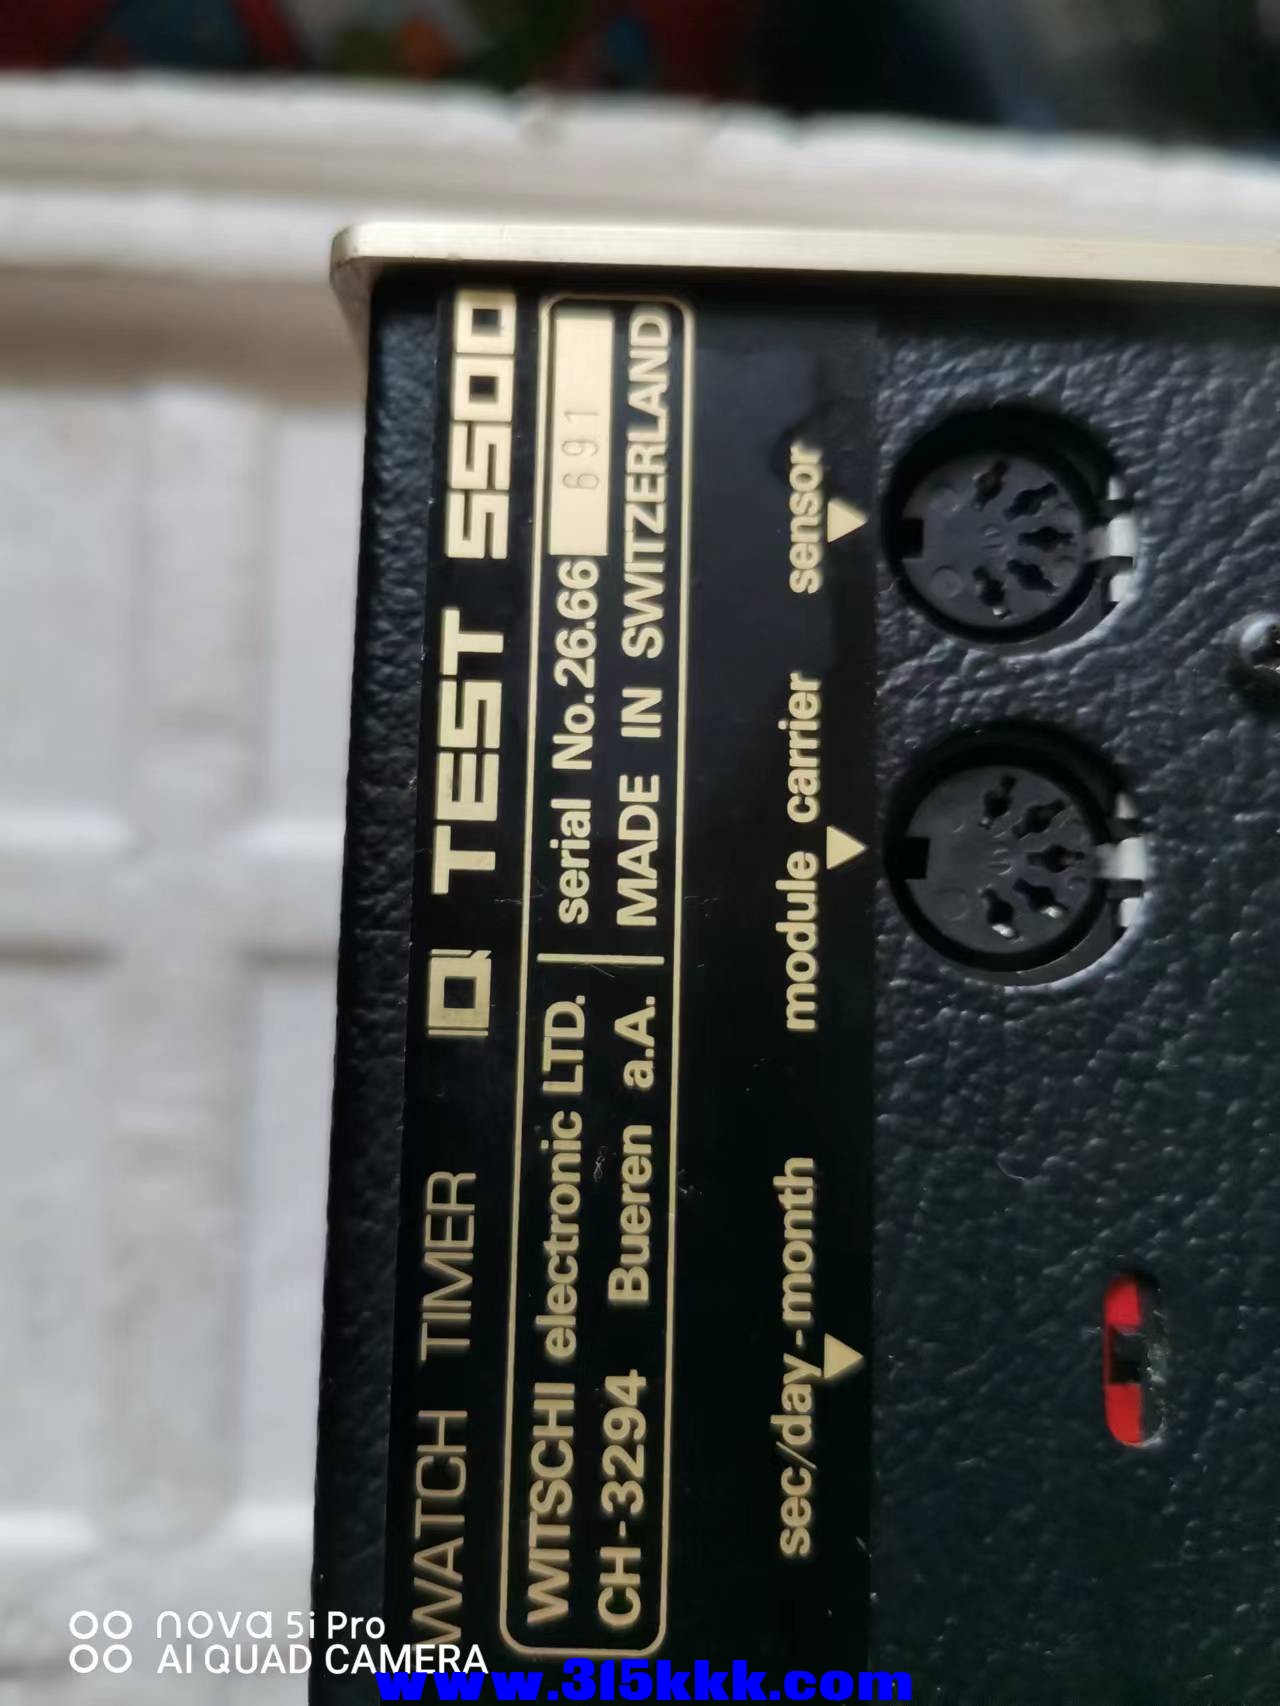 WATCH TIMER Q TEST 5500
WITSCHI electronic LTD.
CH-3294 Bueren a.A.
serial No.26.66 691
MADE IN SWITZERLAND
sec/day-month
module carrier
sensor
nova 5i Pro
AI QUAD CAMERA
www.315kkk.com